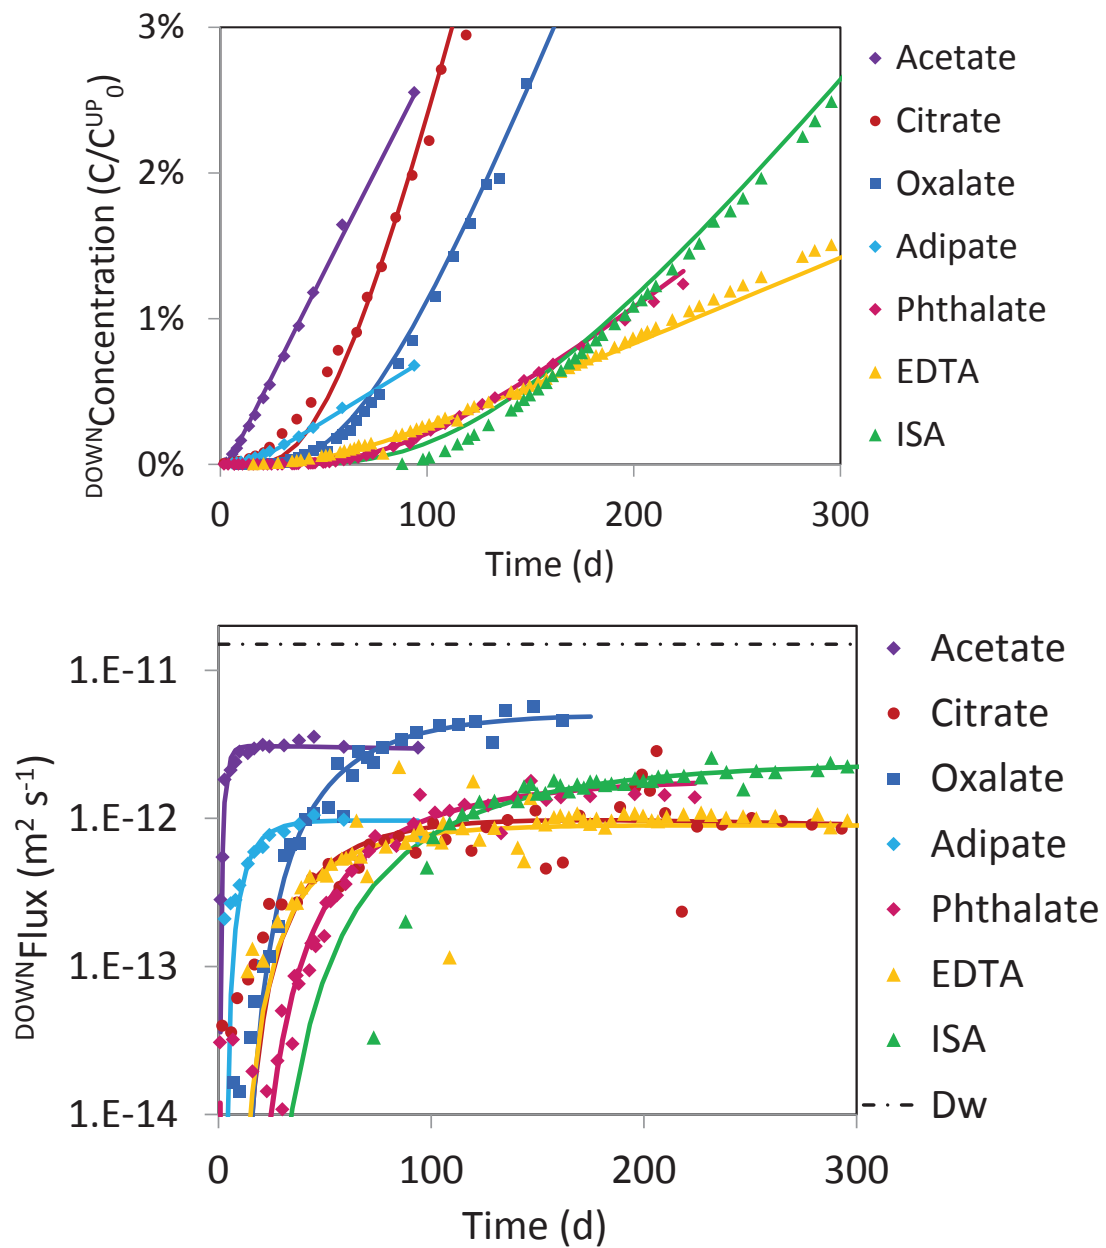 3%
2%
1%
0%
DOWNConcentration (C/CUP0)
0
100
200
300
Time (d)
Acetate
Citrate
Oxalate
Adipate
Phthalate
EDTA
ISA
1.E-11
1.E-12
1.E-13
1.E-14
DOWNFlux (m2 s-1)
0
100
200
300
Time (d)
Acetate
Citrate
Oxalate
Adipate
Phthalate
EDTA
ISA
Dw